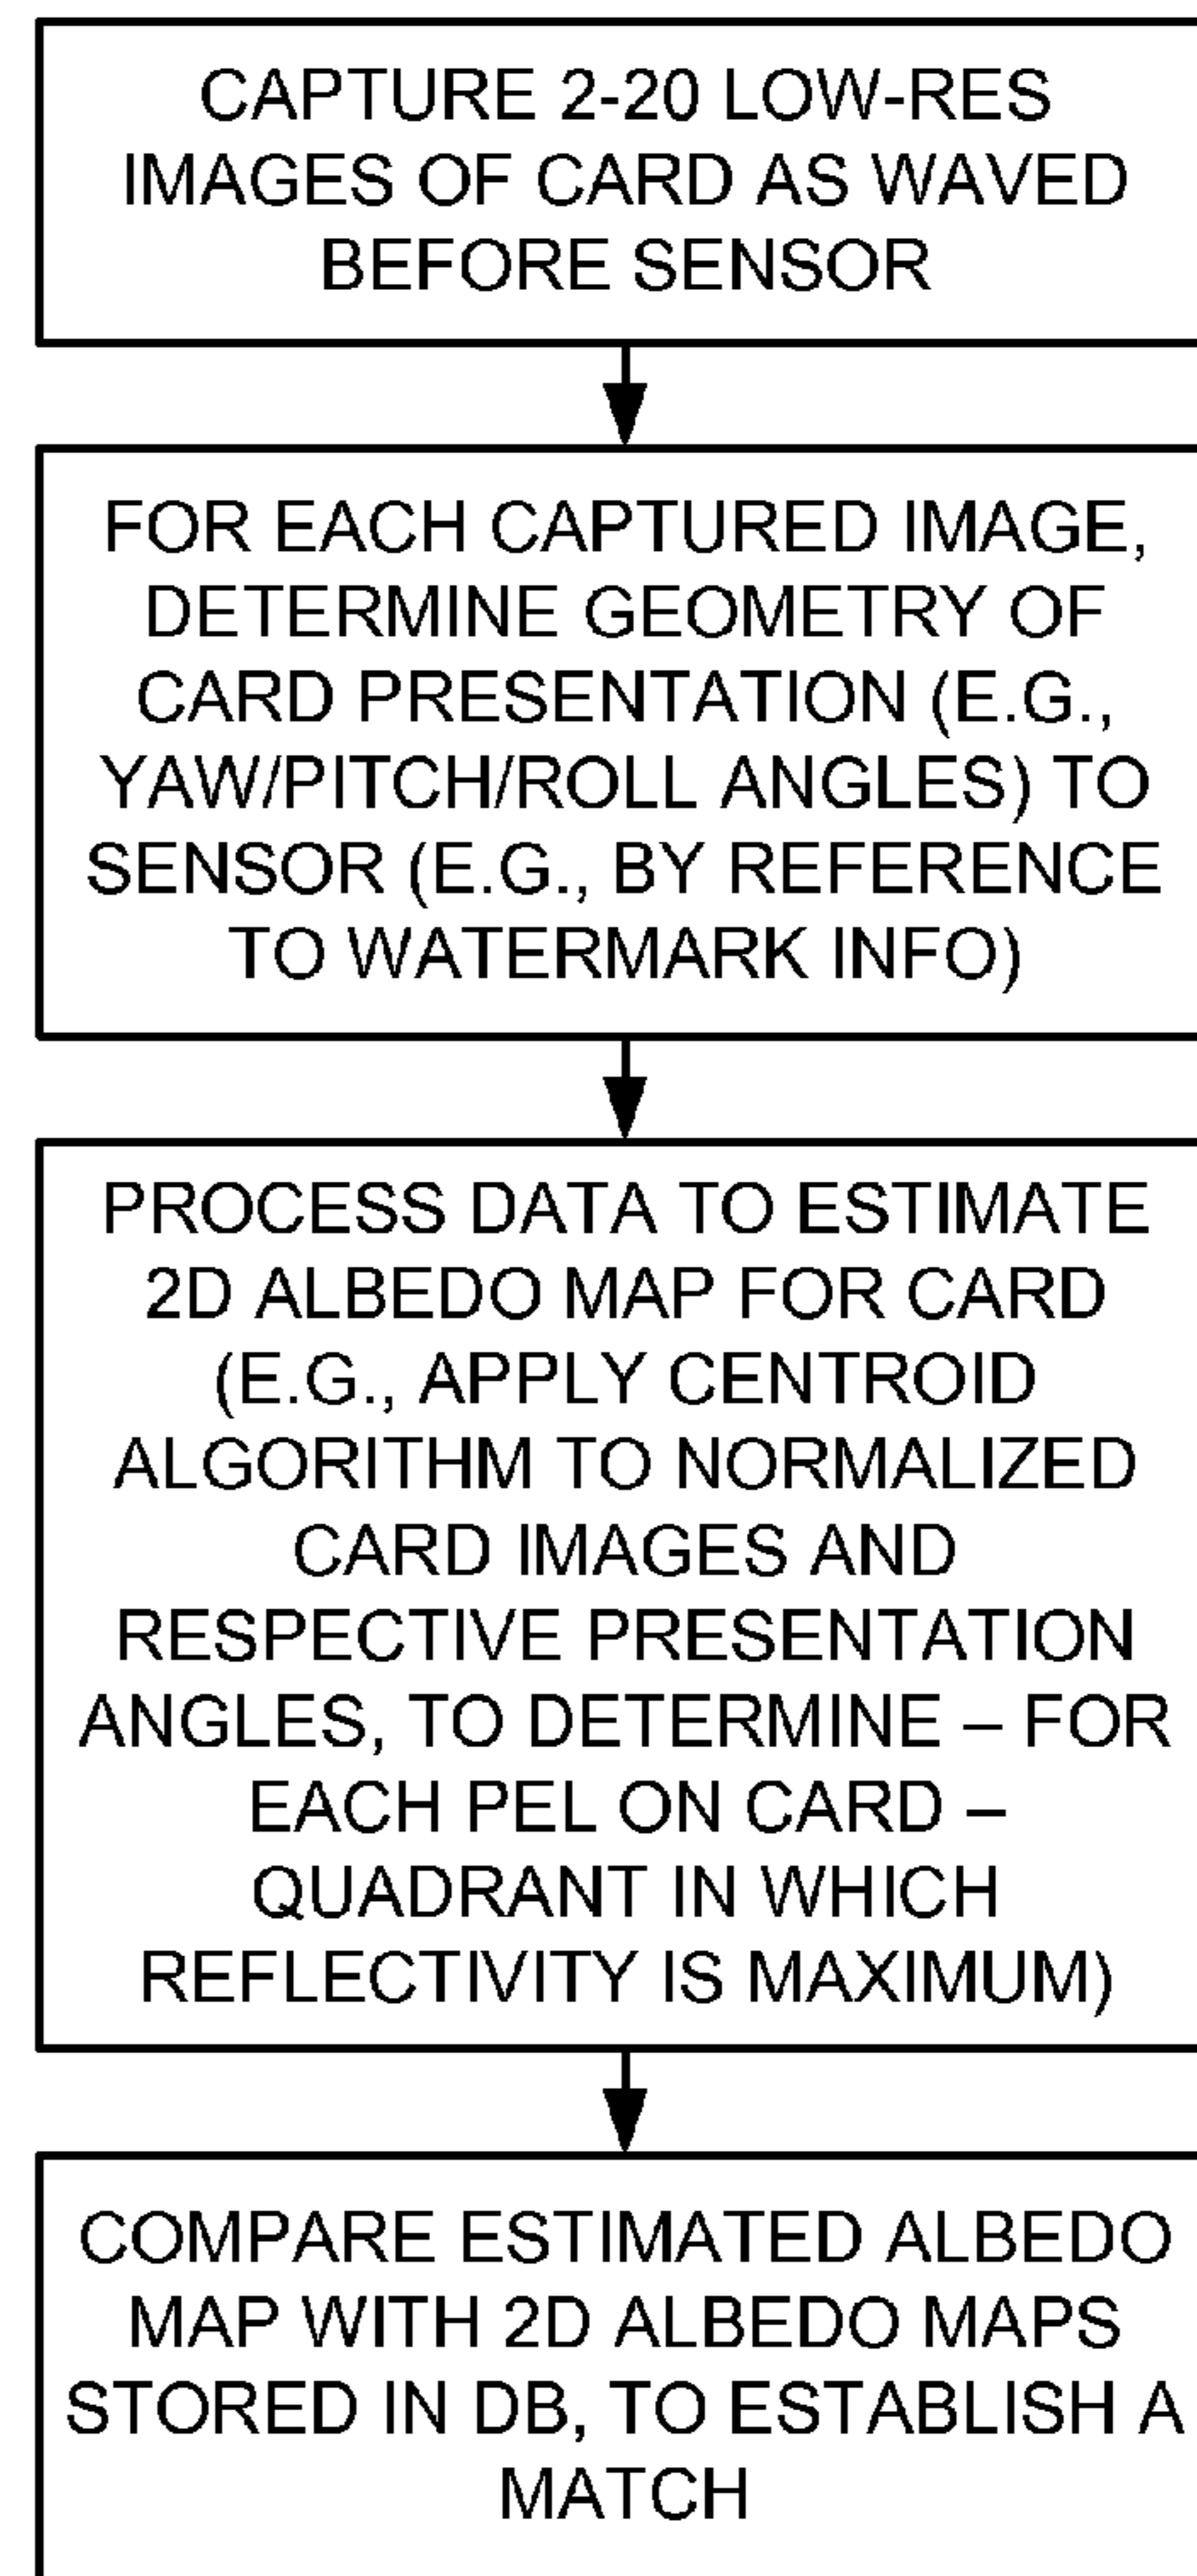 CAPTURE 2-20 LOW-RES
IMAGES OF CARD AS WAVED
BEFORE SENSOR
FOR EACH CAPTURED IMAGE,
DETERMINE GEOMETRY OF
CARD PRESENTATION (E.G.,
YAW/PITCH/ROLL ANGLES) TO
SENSOR (E.G., BY REFERENCE
TO WATERMARK INFO)
PROCESS DATA TO ESTIMATE
2D ALBEDO MAP FOR CARD
(E.G., APPLY CENTROID
ALGORITHM TO NORMALIZED
CARD IMAGES AND
RESPECTIVE PRESENTATION
ANGLES, TO DETERMINE – FOR
EACH PEL ON CARD –
QUADRANT IN WHICH
REFLECTIVITY IS MAXIMUM)
COMPARE ESTIMATED ALBEDO
MAP WITH 2D ALBEDO MAPS
STORED IN DB, TO ESTABLISH A
MATCH